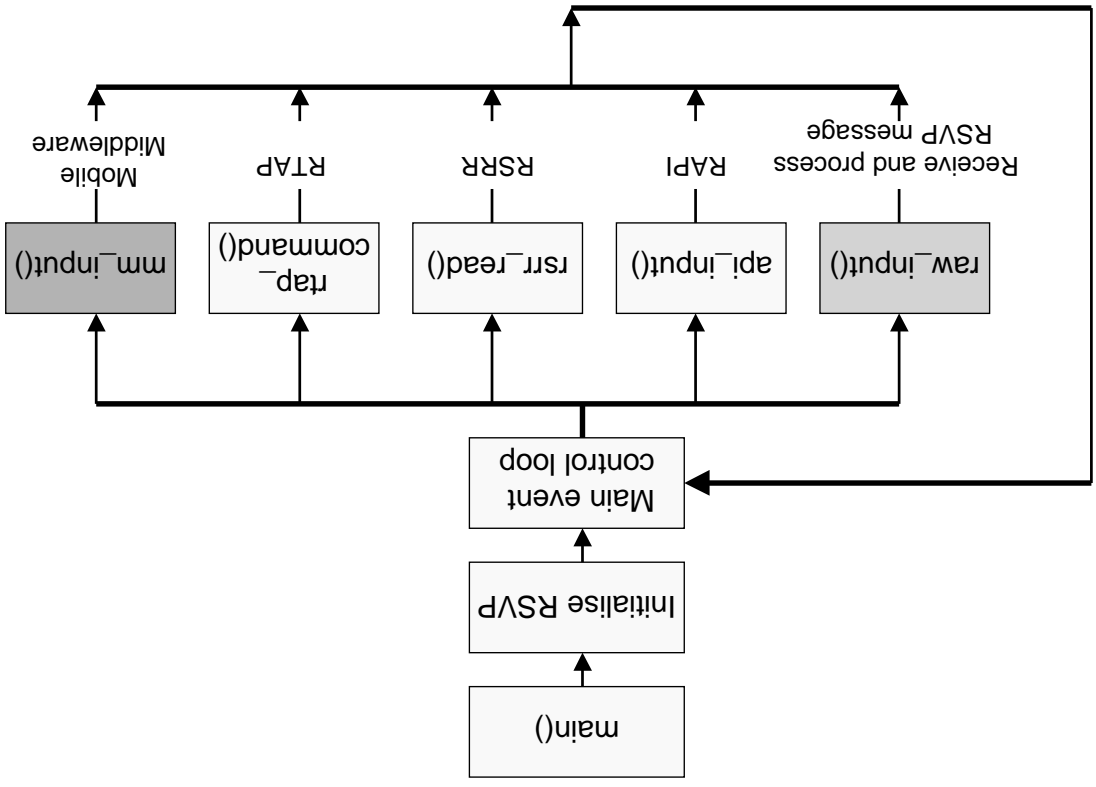 main()
Initialise RSVP
Main event
control loop
raw_input()
api_input()
rsrr_read()
rtap_
command()
mm_input()
Receive and process
RSVP message
RAPI
RSRR
RTAP
Mobile
Middleware